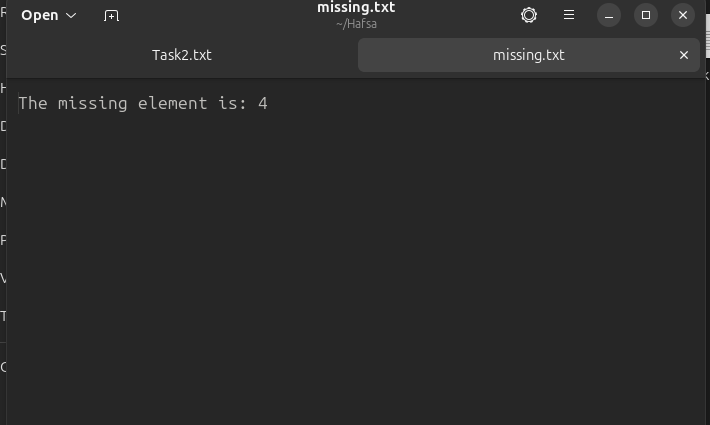 Open
missing.txt
~/Hafsa
Task2.txt
missing.txt
The missing element is: 4